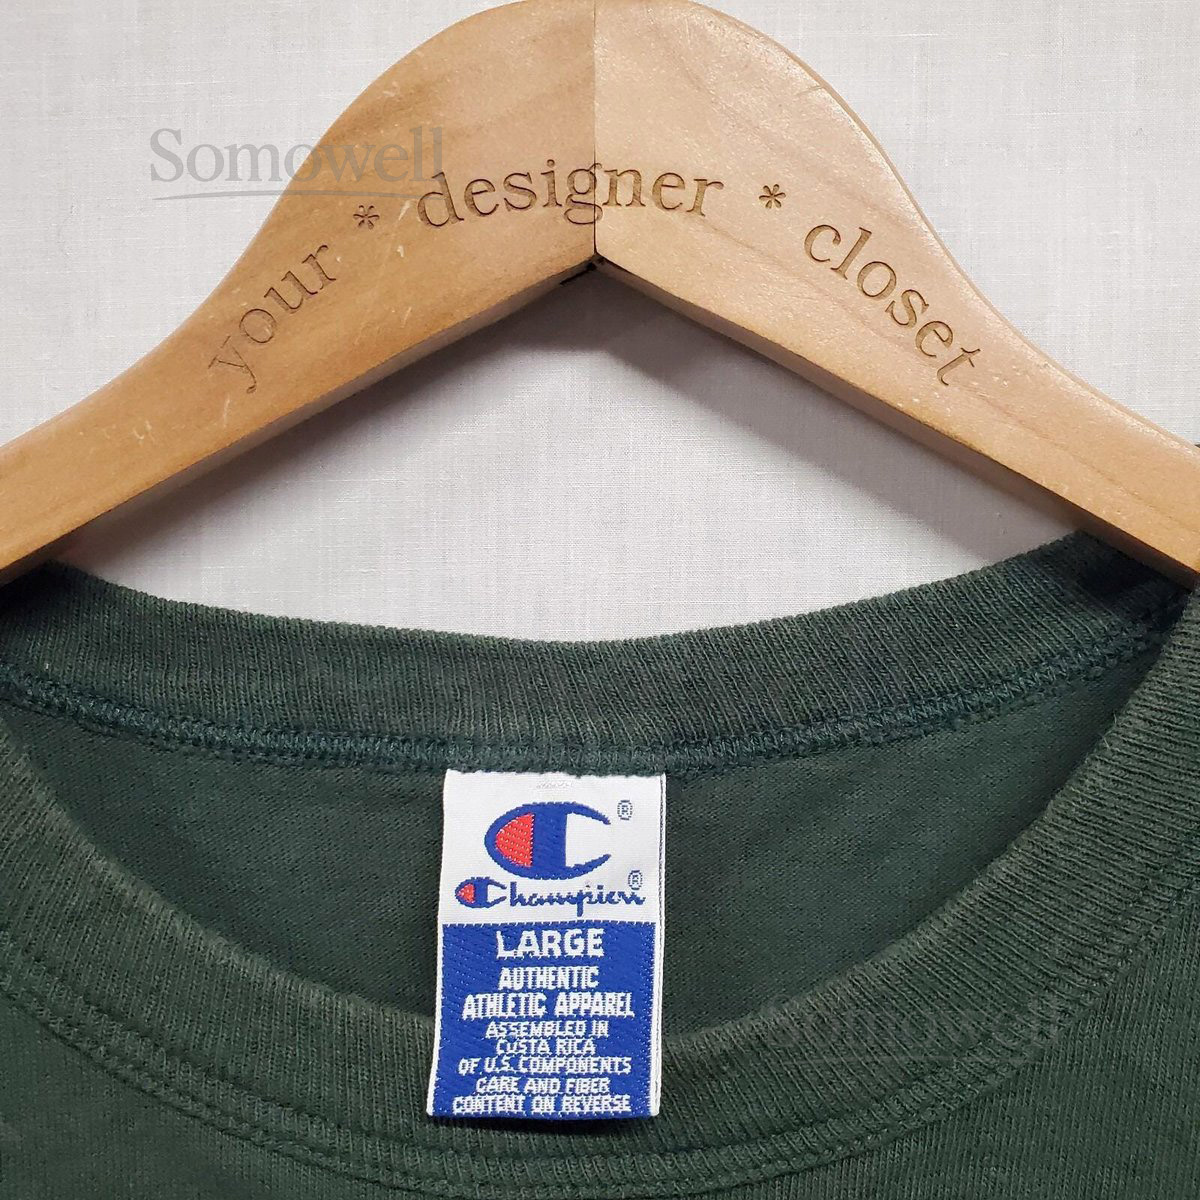 Somowell
your * designer * closet
®
Champion®
LARGE
AUTHENTIC
ATHLETIC APPAREL
ASSEMBLED IN
COSTA RICA
OF U.S. COMPONENTS
CARE AND FIBER
CONTENT ON REVERSE